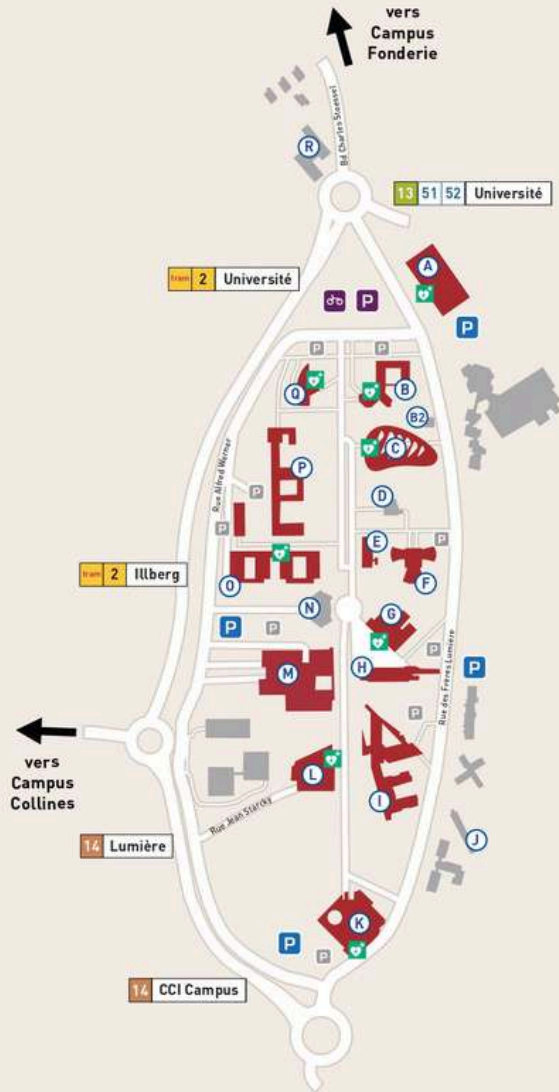 vers
Campus
Fonderie
Bd Charles Stoessel
R
13 51 52 Université
A
tram 2 Université
P
P
P
P
Q
B
B2
C
P
Rue Alfred Werner
P
D
P
E
P
tram 2 Illberg
O
F
N
G
P
P
H
P
P
M
Rue des Frères Lumière
P
vers
Campus
Collines
L
I
Rue Jean Starcky
J
14 Lumière
K
P
P
14 CCI Campus